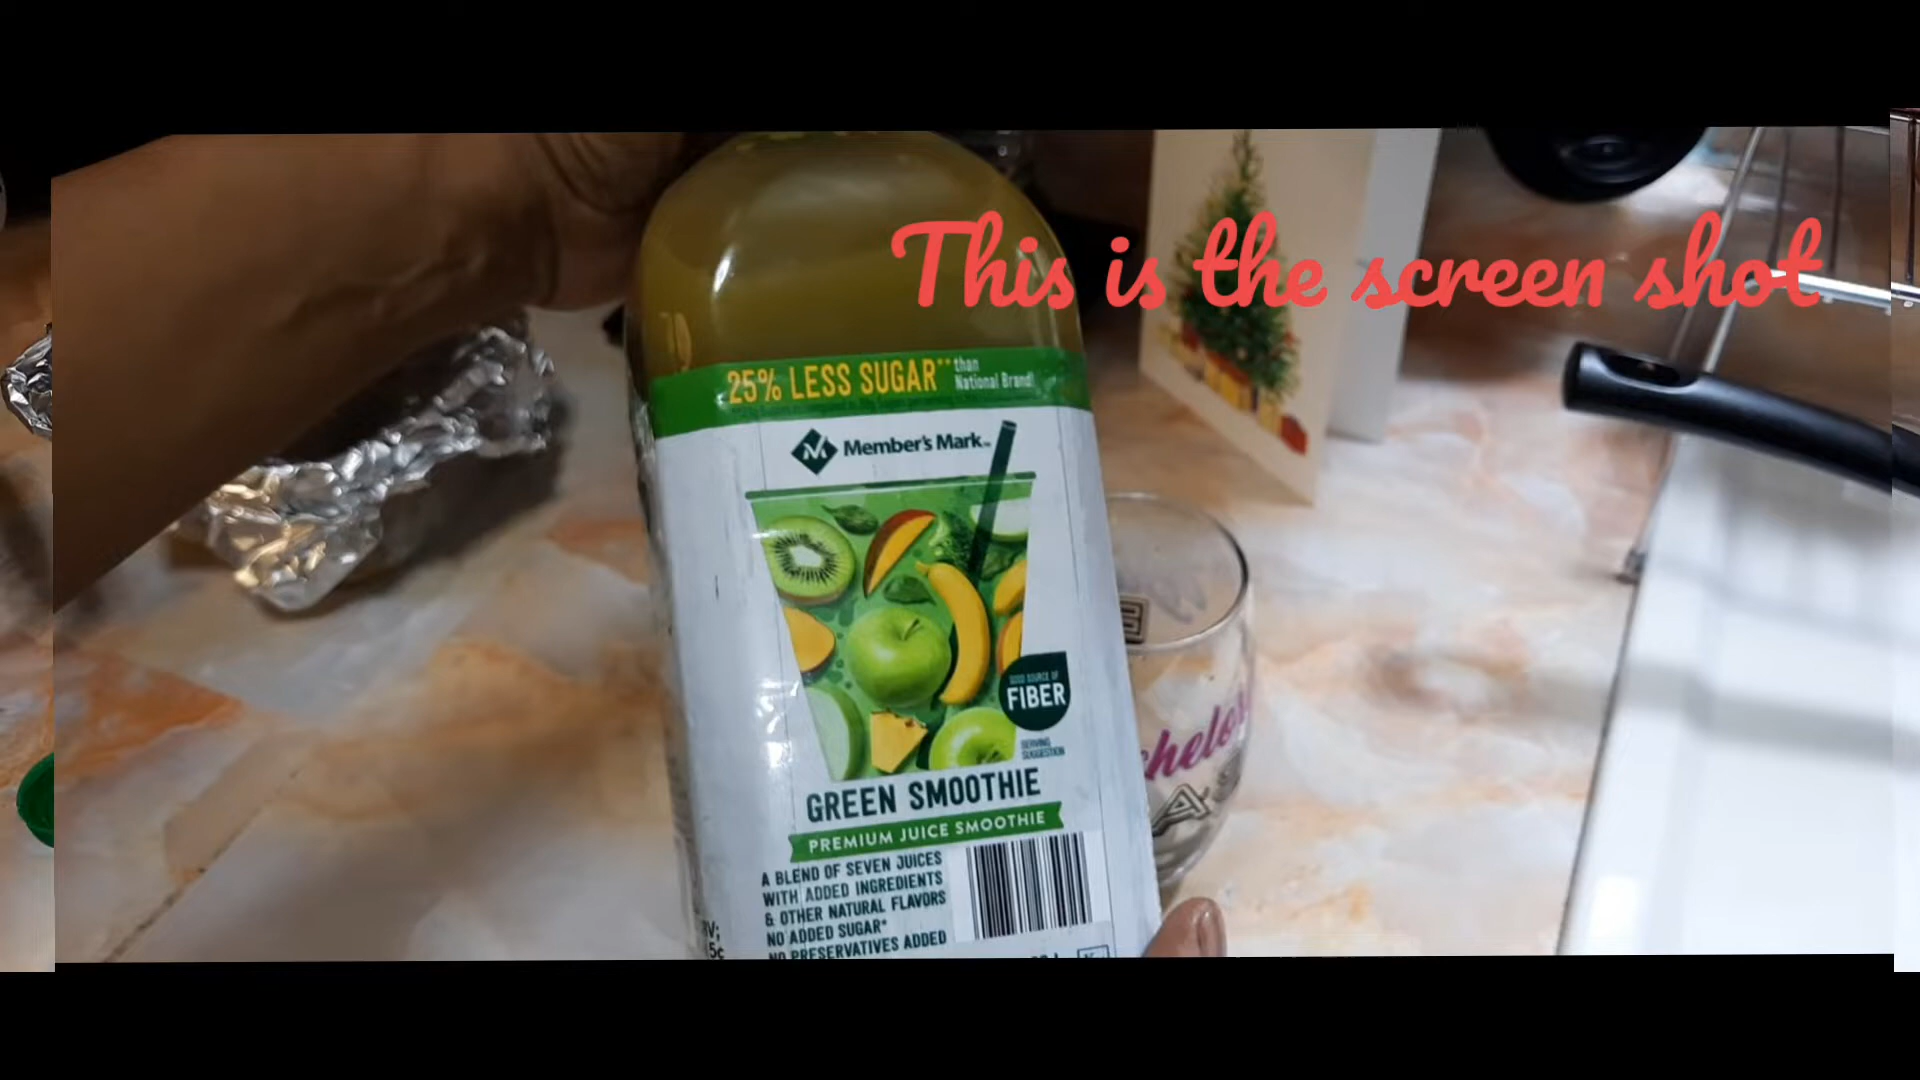 This is the screen shot
25% LESS SUGAR** than
National Brand!
Member's Mark™
GOOD SOURCE OF
FIBER
SERVING
SUGGESTION
GREEN SMOOTHIE
PREMIUM JUICE SMOOTHIE
A BLEND OF SEVEN JUICES
WITH ADDED INGREDIENTS
& OTHER NATURAL FLAVORS
NO ADDED SUGAR*
NO PRESERVATIVES ADDED